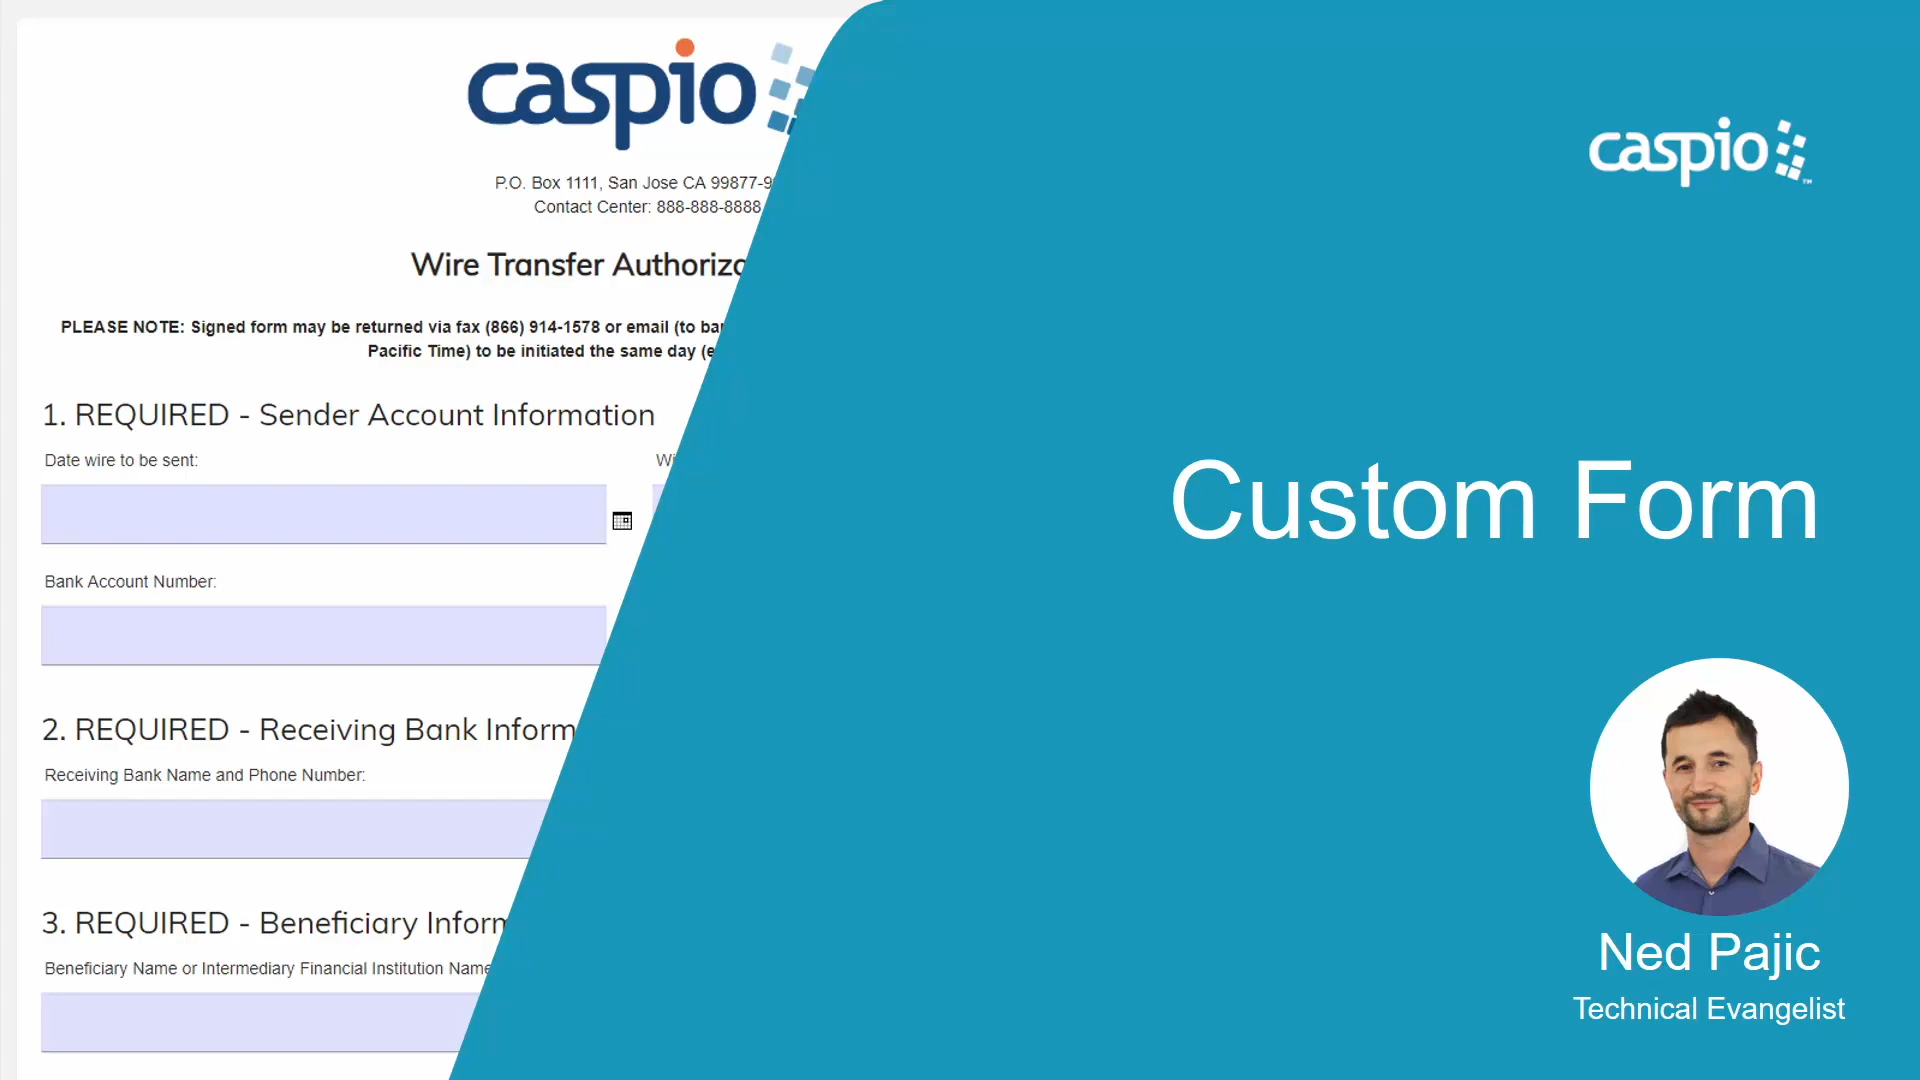 caspio
P.O. Box 1111, San Jose CA 99877-9
Contact Center: 888-888-8888
Wire Transfer Authoriza
PLEASE NOTE: Signed form may be returned via fax (866) 914-1578 or email (to ba
Pacific Time) to be initiated the same day (e
1. REQUIRED - Sender Account Information
Date wire to be sent:
Wi
Bank Account Number:
2. REQUIRED - Receiving Bank Inform
Receiving Bank Name and Phone Number:
3. REQUIRED - Beneficiary Inform
Beneficiary Name or Intermediary Financial Institution Name
caspio™
Custom Form
Ned Pajic
Technical Evangelist